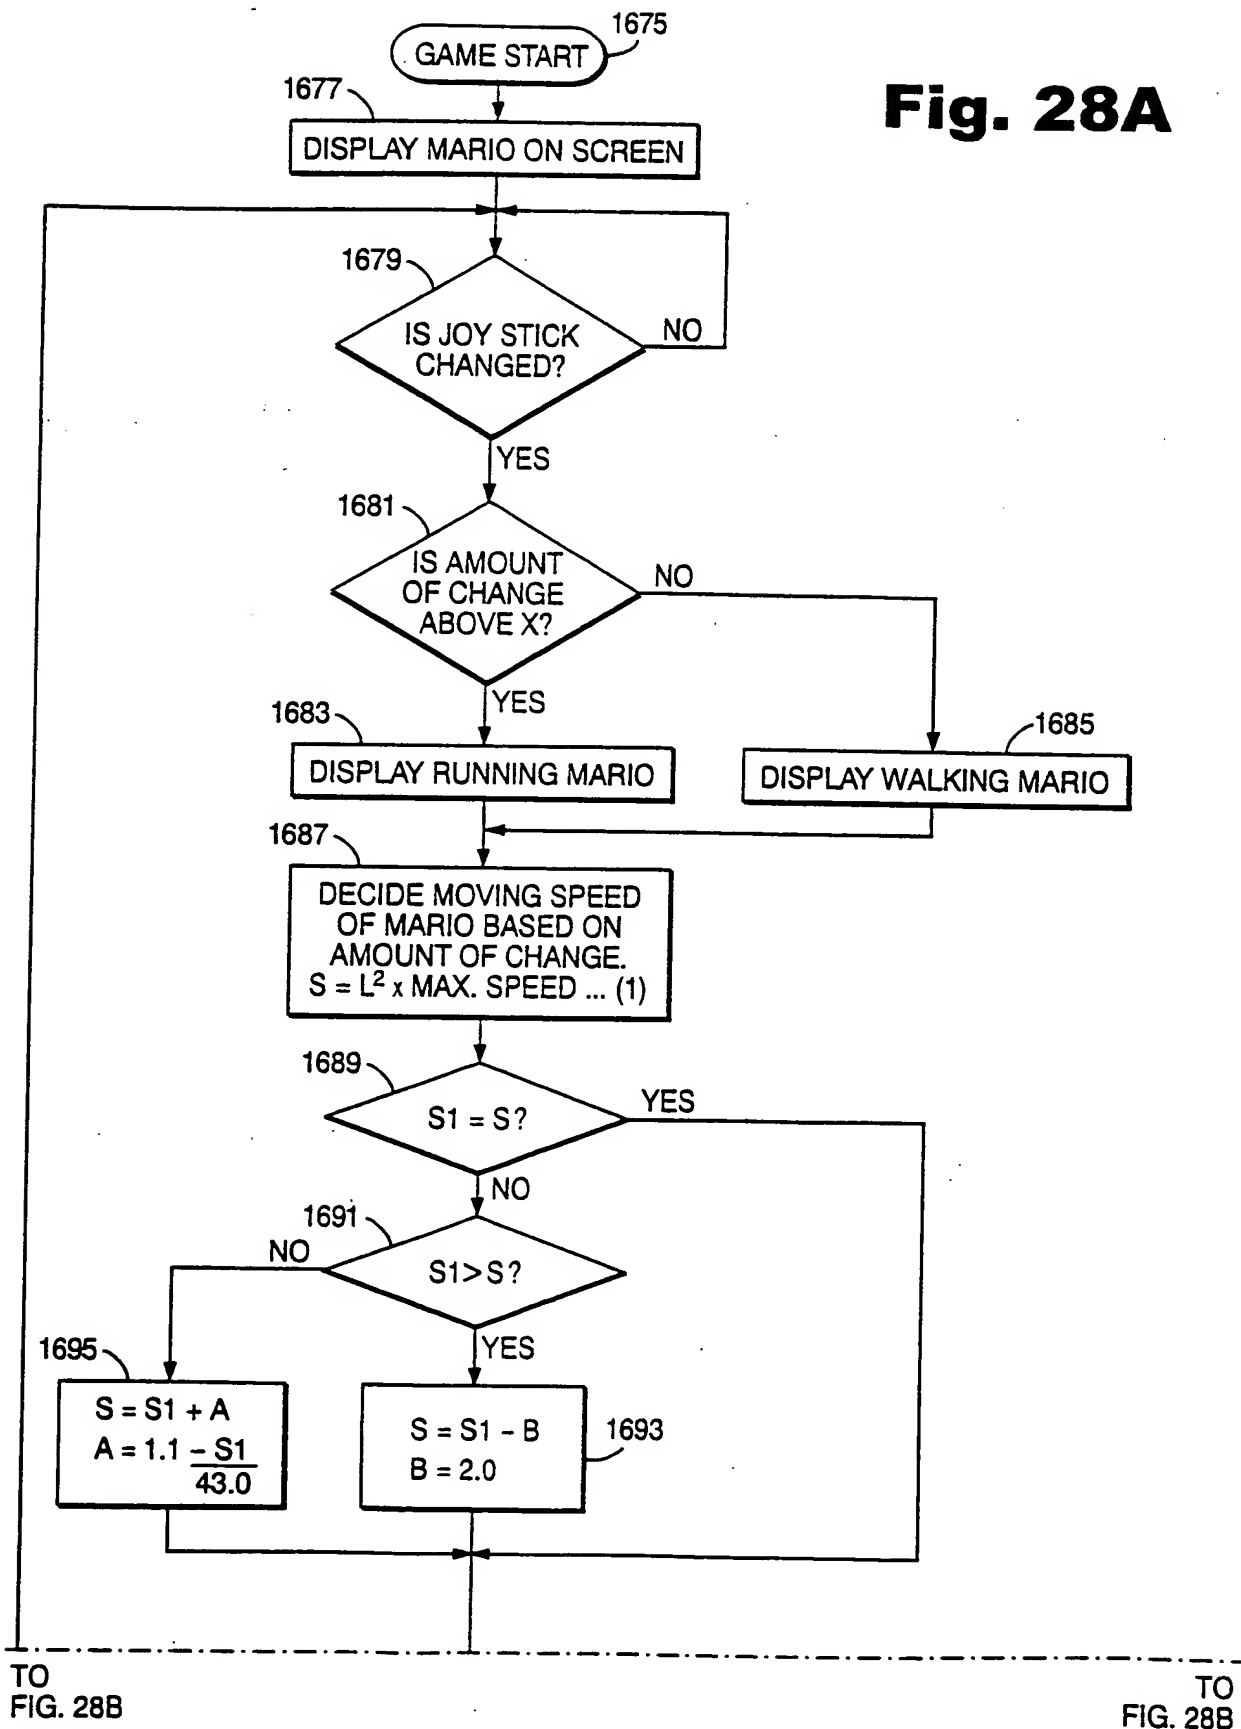 1675
GAME START
Fig. 28A
1677
DISPLAY MARIO ON SCREEN
1679
IS JOY STICK
CHANGED?
NO
YES
1681
IS AMOUNT
OF CHANGE
ABOVE X?
NO
YES
1683
DISPLAY RUNNING MARIO
1685
DISPLAY WALKING MARIO
1687
DECIDE MOVING SPEED
OF MARIO BASED ON
AMOUNT OF CHANGE.
S = L² x MAX. SPEED ... (1)
1689
S1 = S?
YES
NO
1691
S1> S?
NO
YES
1695
S = S1 + A
A = 1.1 – S1
43.0
S = S1 - B
B = 2.0
1693
TO
FIG. 28B
TO
FIG. 28B